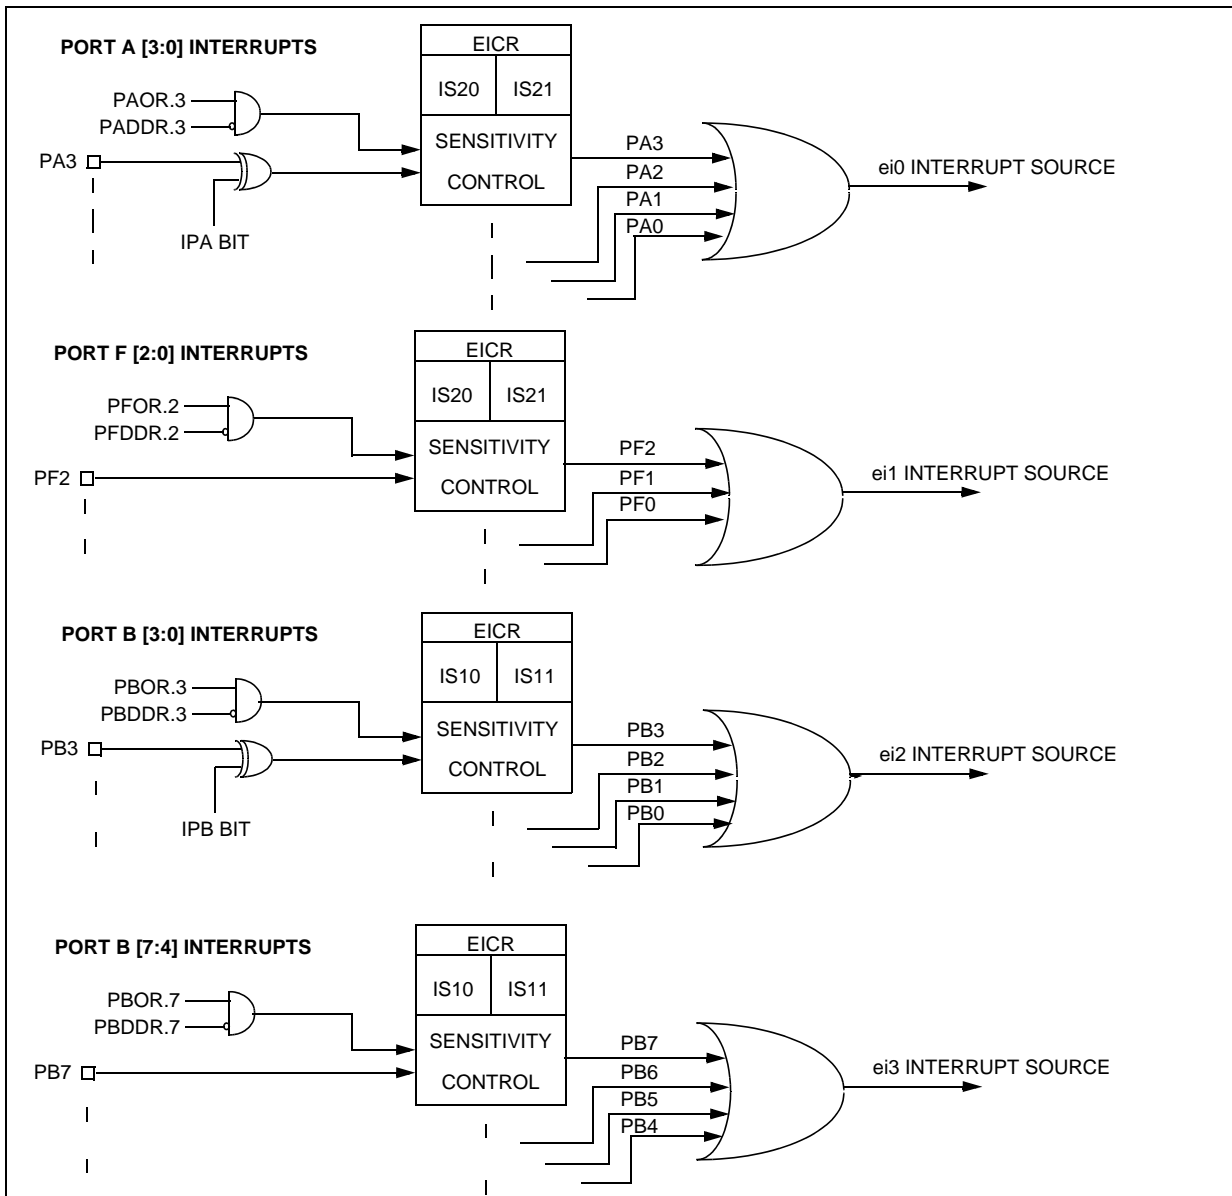 PORT A [3:0] INTERRUPTS
EICR
IS20 IS21
PAOR.3
PADDR.3
SENSITIVITY
CONTROL
PA3
IPA BIT
PA3
PA2
PA1
PA0
ei0 INTERRUPT SOURCE
PORT F [2:0] INTERRUPTS
EICR
IS20 IS21
PFOR.2
PFDDR.2
SENSITIVITY
CONTROL
PF2
PF2
PF1
PF0
ei1 INTERRUPT SOURCE
PORT B [3:0] INTERRUPTS
EICR
IS10 IS11
PBOR.3
PBDDR.3
SENSITIVITY
CONTROL
PB3
IPB BIT
PB3
PB2
PB1
PB0
ei2 INTERRUPT SOURCE
PORT B [7:4] INTERRUPTS
EICR
IS10 IS11
PBOR.7
PBDDR.7
SENSITIVITY
CONTROL
PB7
PB7
PB6
PB5
PB4
ei3 INTERRUPT SOURCE